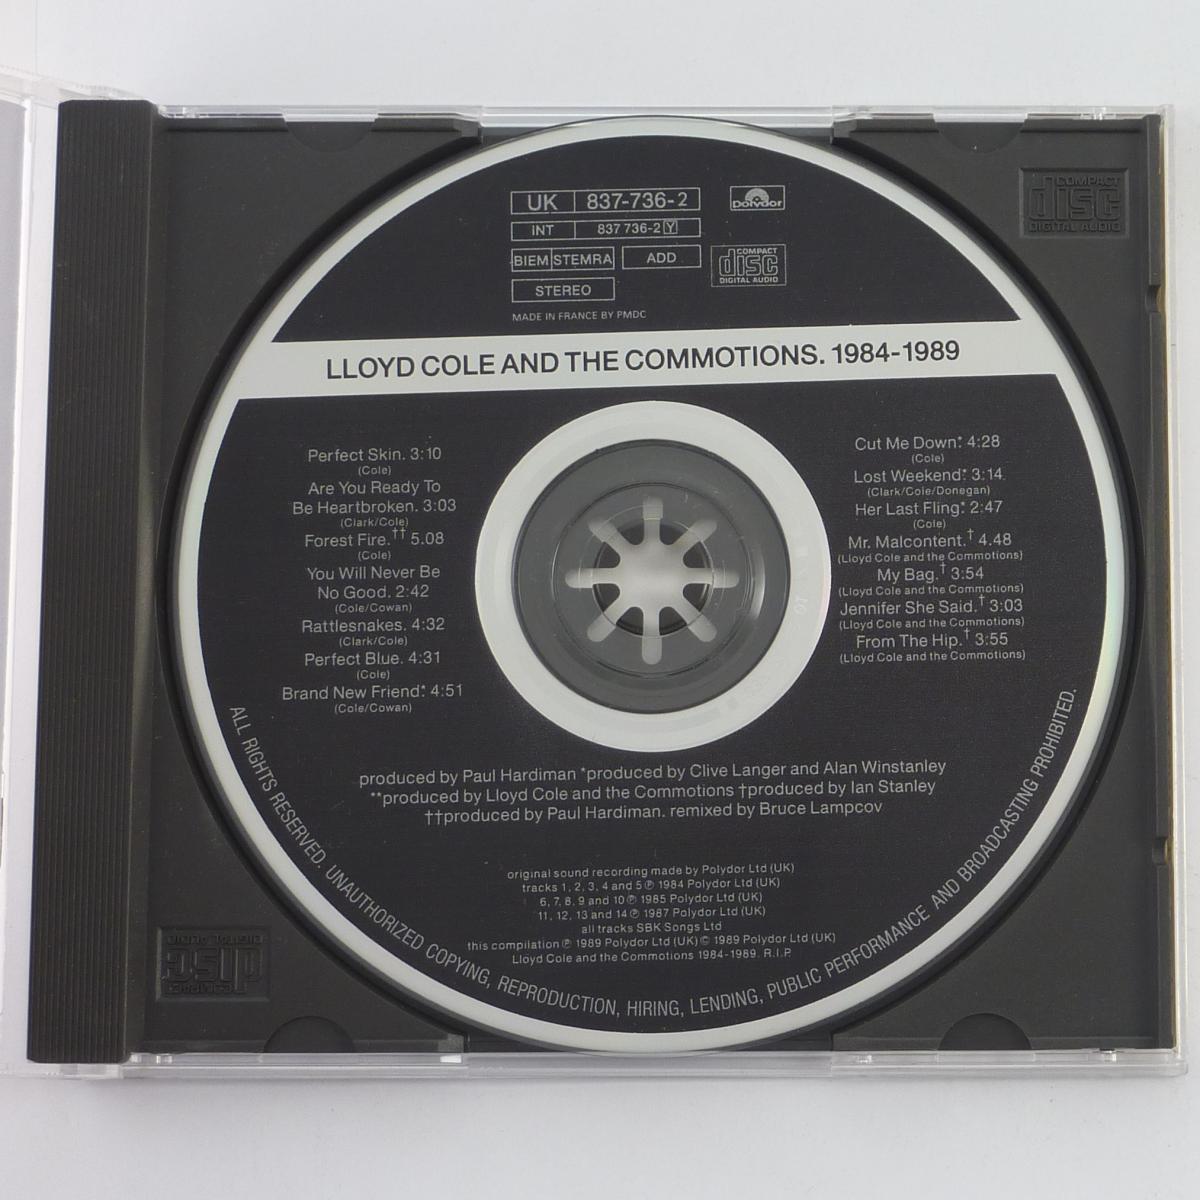 UK 837-736-2
INT 837 736-2 Y
BIEM STEMRA ADD
STEREO
MADE IN FRANCE BY PMDC
Polydor
COMPACT
disc
DIGITAL AUDIO
COMPACT
disc
DIGITAL AUDIO
LLOYD COLE AND THE COMMOTIONS. 1984-1989
Perfect Skin. 3:10
(Cole)
Are You Ready To
Be Heartbroken. 3:03
(Clark/Cole)
Forest Fire.†† 5.08
(Cole)
You Will Never Be
No Good. 2:42
(Cole/Cowan)
Rattlesnakes. 4:32
(Clark/Cole)
Perfect Blue. 4:31
(Cole)
Brand New Friend.* 4:51
(Cole/Cowan)
Cut Me Down.* 4:28
(Cole)
Lost Weekend.* 3:14
(Clark/Cole/Donegan)
Her Last Fling.* 2:47
(Cole)
Mr. Malcontent.† 4.48
(Lloyd Cole and the Commotions)
My Bag.† 3:54
(Lloyd Cole and the Commotions)
Jennifer She Said.† 3:03
(Lloyd Cole and the Commotions)
From The Hip.† 3:55
(Lloyd Cole and the Commotions)
produced by Paul Hardiman *produced by Clive Langer and Alan Winstanley
**produced by Lloyd Cole and the Commotions †produced by Ian Stanley
††produced by Paul Hardiman. remixed by Bruce Lampcov
original sound recording made by Polydor Ltd (UK)
tracks 1, 2, 3, 4 and 5 ℗ 1984 Polydor Ltd (UK)
6, 7, 8, 9 and 10 ℗ 1985 Polydor Ltd (UK)
11, 12, 13 and 14 ℗ 1987 Polydor Ltd (UK)
all tracks SBK Songs Ltd
this compilation ℗ 1989 Polydor Ltd (UK) © 1989 Polydor Ltd (UK)
Lloyd Cole and the Commotions 1984-1989. R.I.P.
ALL RIGHTS RESERVED. UNAUTHORIZED COPYING, REPRODUCTION, HIRING, LENDING, PUBLIC PERFORMANCE AND BROADCASTING PROHIBITED.
COMPACT
disc
DIGITAL AUDIO